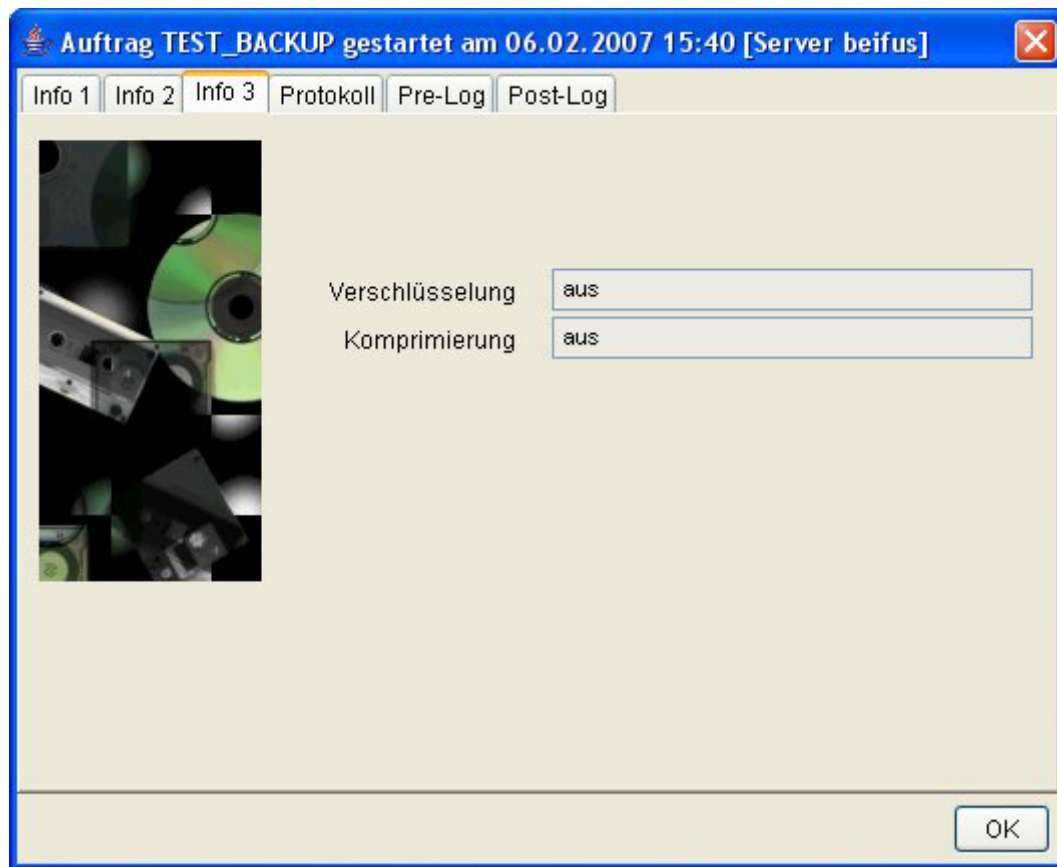 Auftrag TEST_BACKUP gestartet am 06.02.2007 15:40 [Server beifus]
Info 1 Info 2 Info 3 Protokoll Pre-Log Post-Log
Verschlüsselung aus
Komprimierung aus
OK